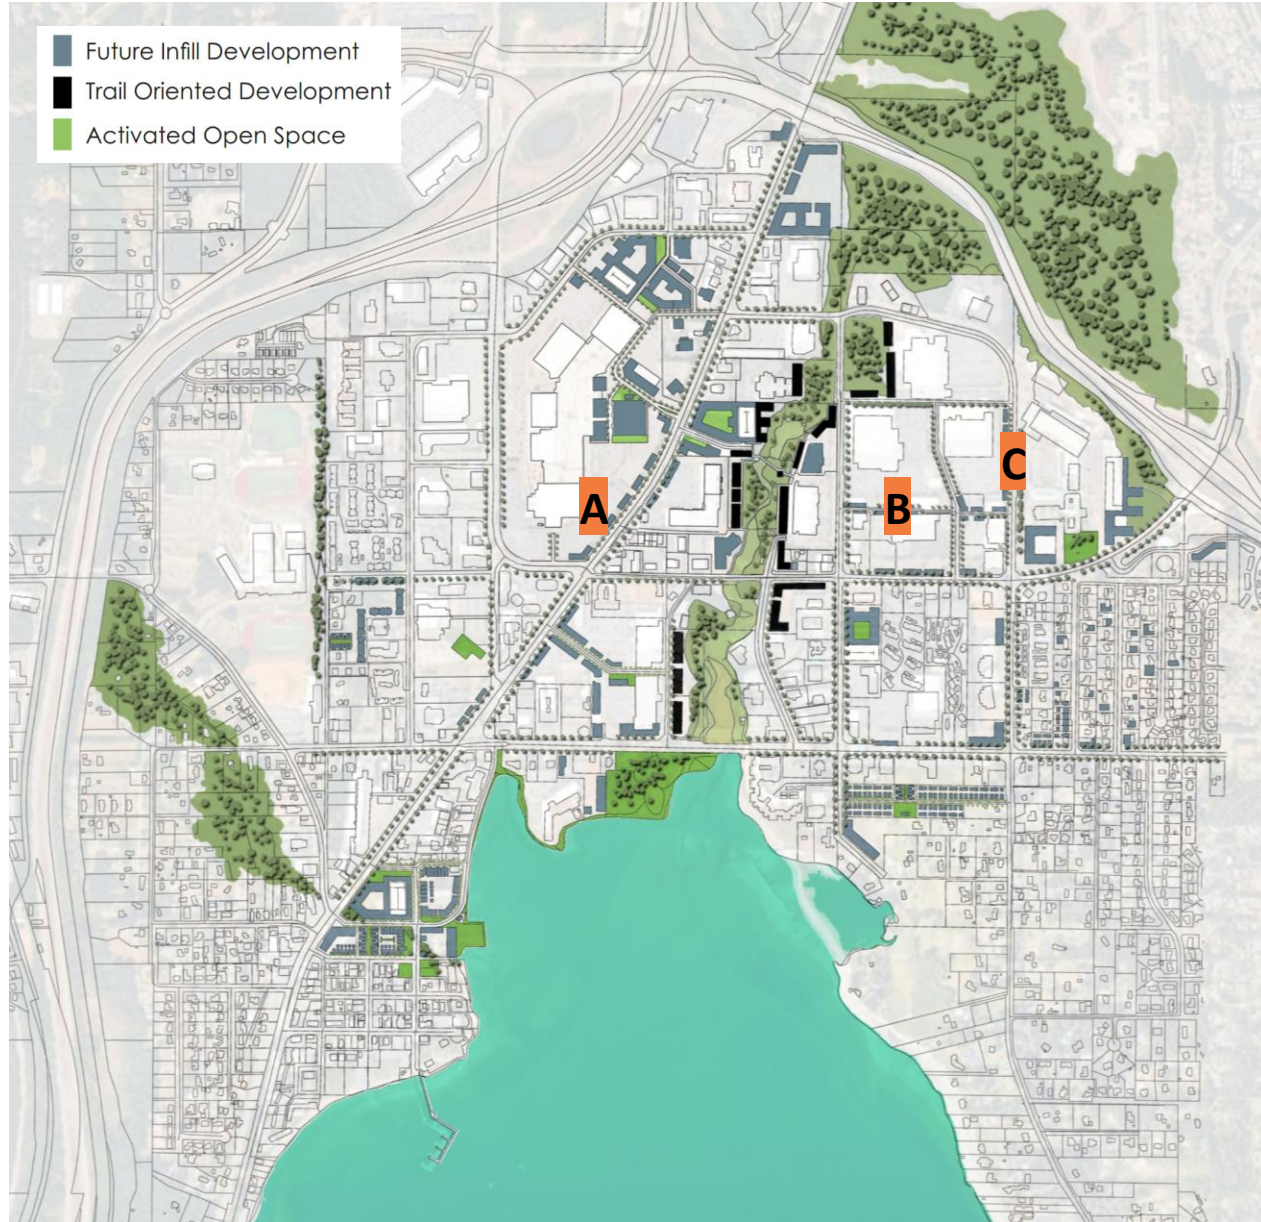 Future Infill Development
Trail Oriented Development
Activated Open Space
C
A
B